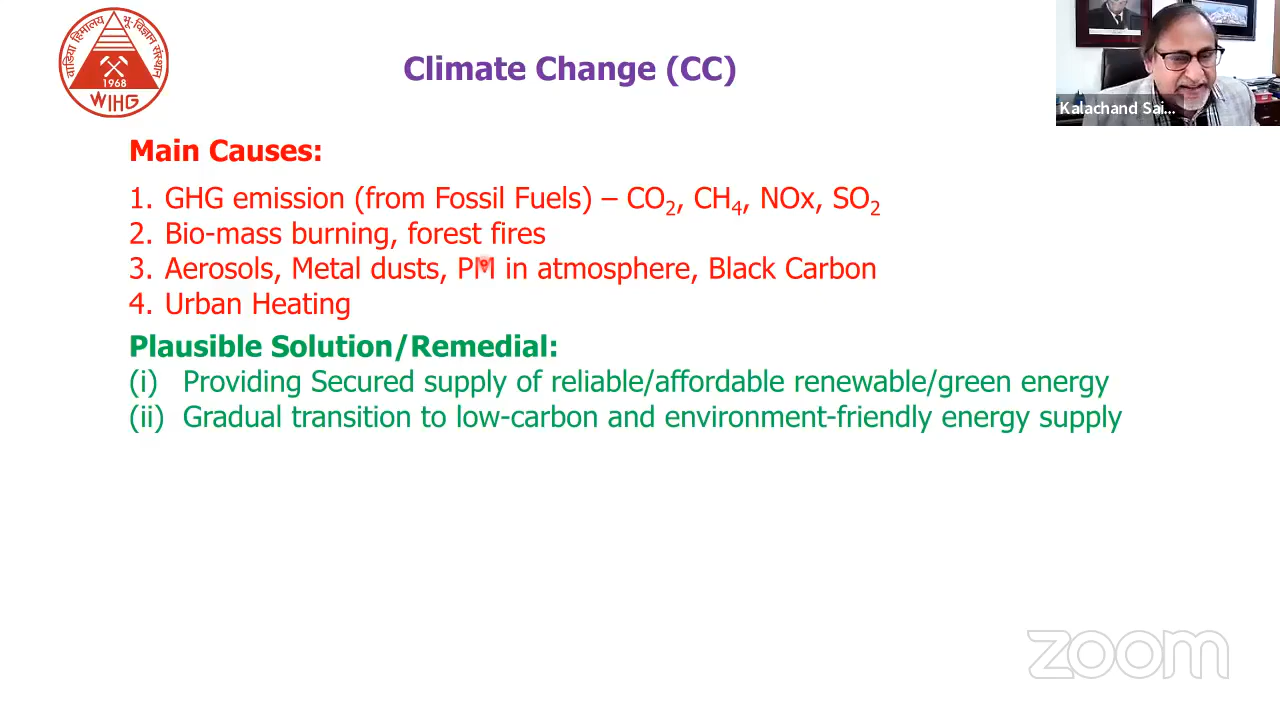 वाडिया हिमालय भू-विज्ञान संस्थान
1968
WIHG
Climate Change (CC)
Kalachand Sai...
Main Causes:
1. GHG emission (from Fossil Fuels) – CO₂, CH₄, NOx, SO₂
2. Bio-mass burning, forest fires
3. Aerosols, Metal dusts, PM in atmosphere, Black Carbon
4. Urban Heating
Plausible Solution/Remedial:
(i) Providing Secured supply of reliable/affordable renewable/green energy
(ii) Gradual transition to low-carbon and environment-friendly energy supply
zoom